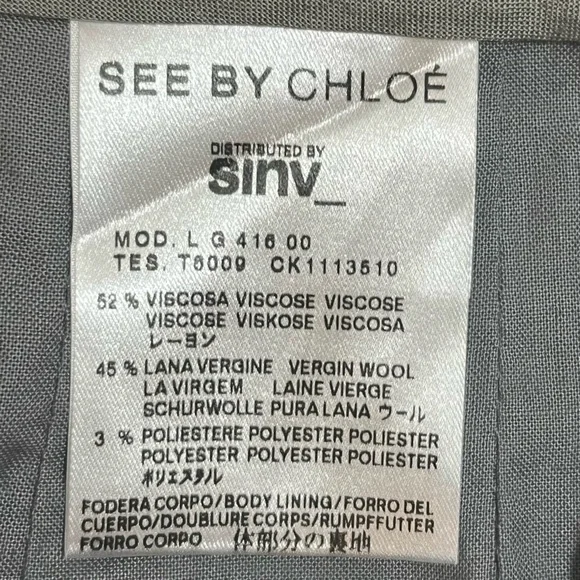 SEE BY CHLOÉ
DISTRIBUTED BY
sinv_
MOD. L G 416 00
TES. T6009 CK1113510
52 % VISCOSA VISCOSE VISCOSE
VISCOSE VISKOSE VISCOSA
レーヨン
45 % LANA VERGINE VERGIN WOOL
LA VIRGEM LAINE VIERGE
SCHURWOLLE PURA LANA ウール
3 % POLIESTERE POLYESTER POLIESTER
POLYESTER POLYESTER POLIESTER
ポリエステル
FODERA CORPO/BODY LINING/FORRO DEL
CUERPO/DOUBLURE CORPS/RUMPFFUTTER
FORRO CORPO 体部分の裏地